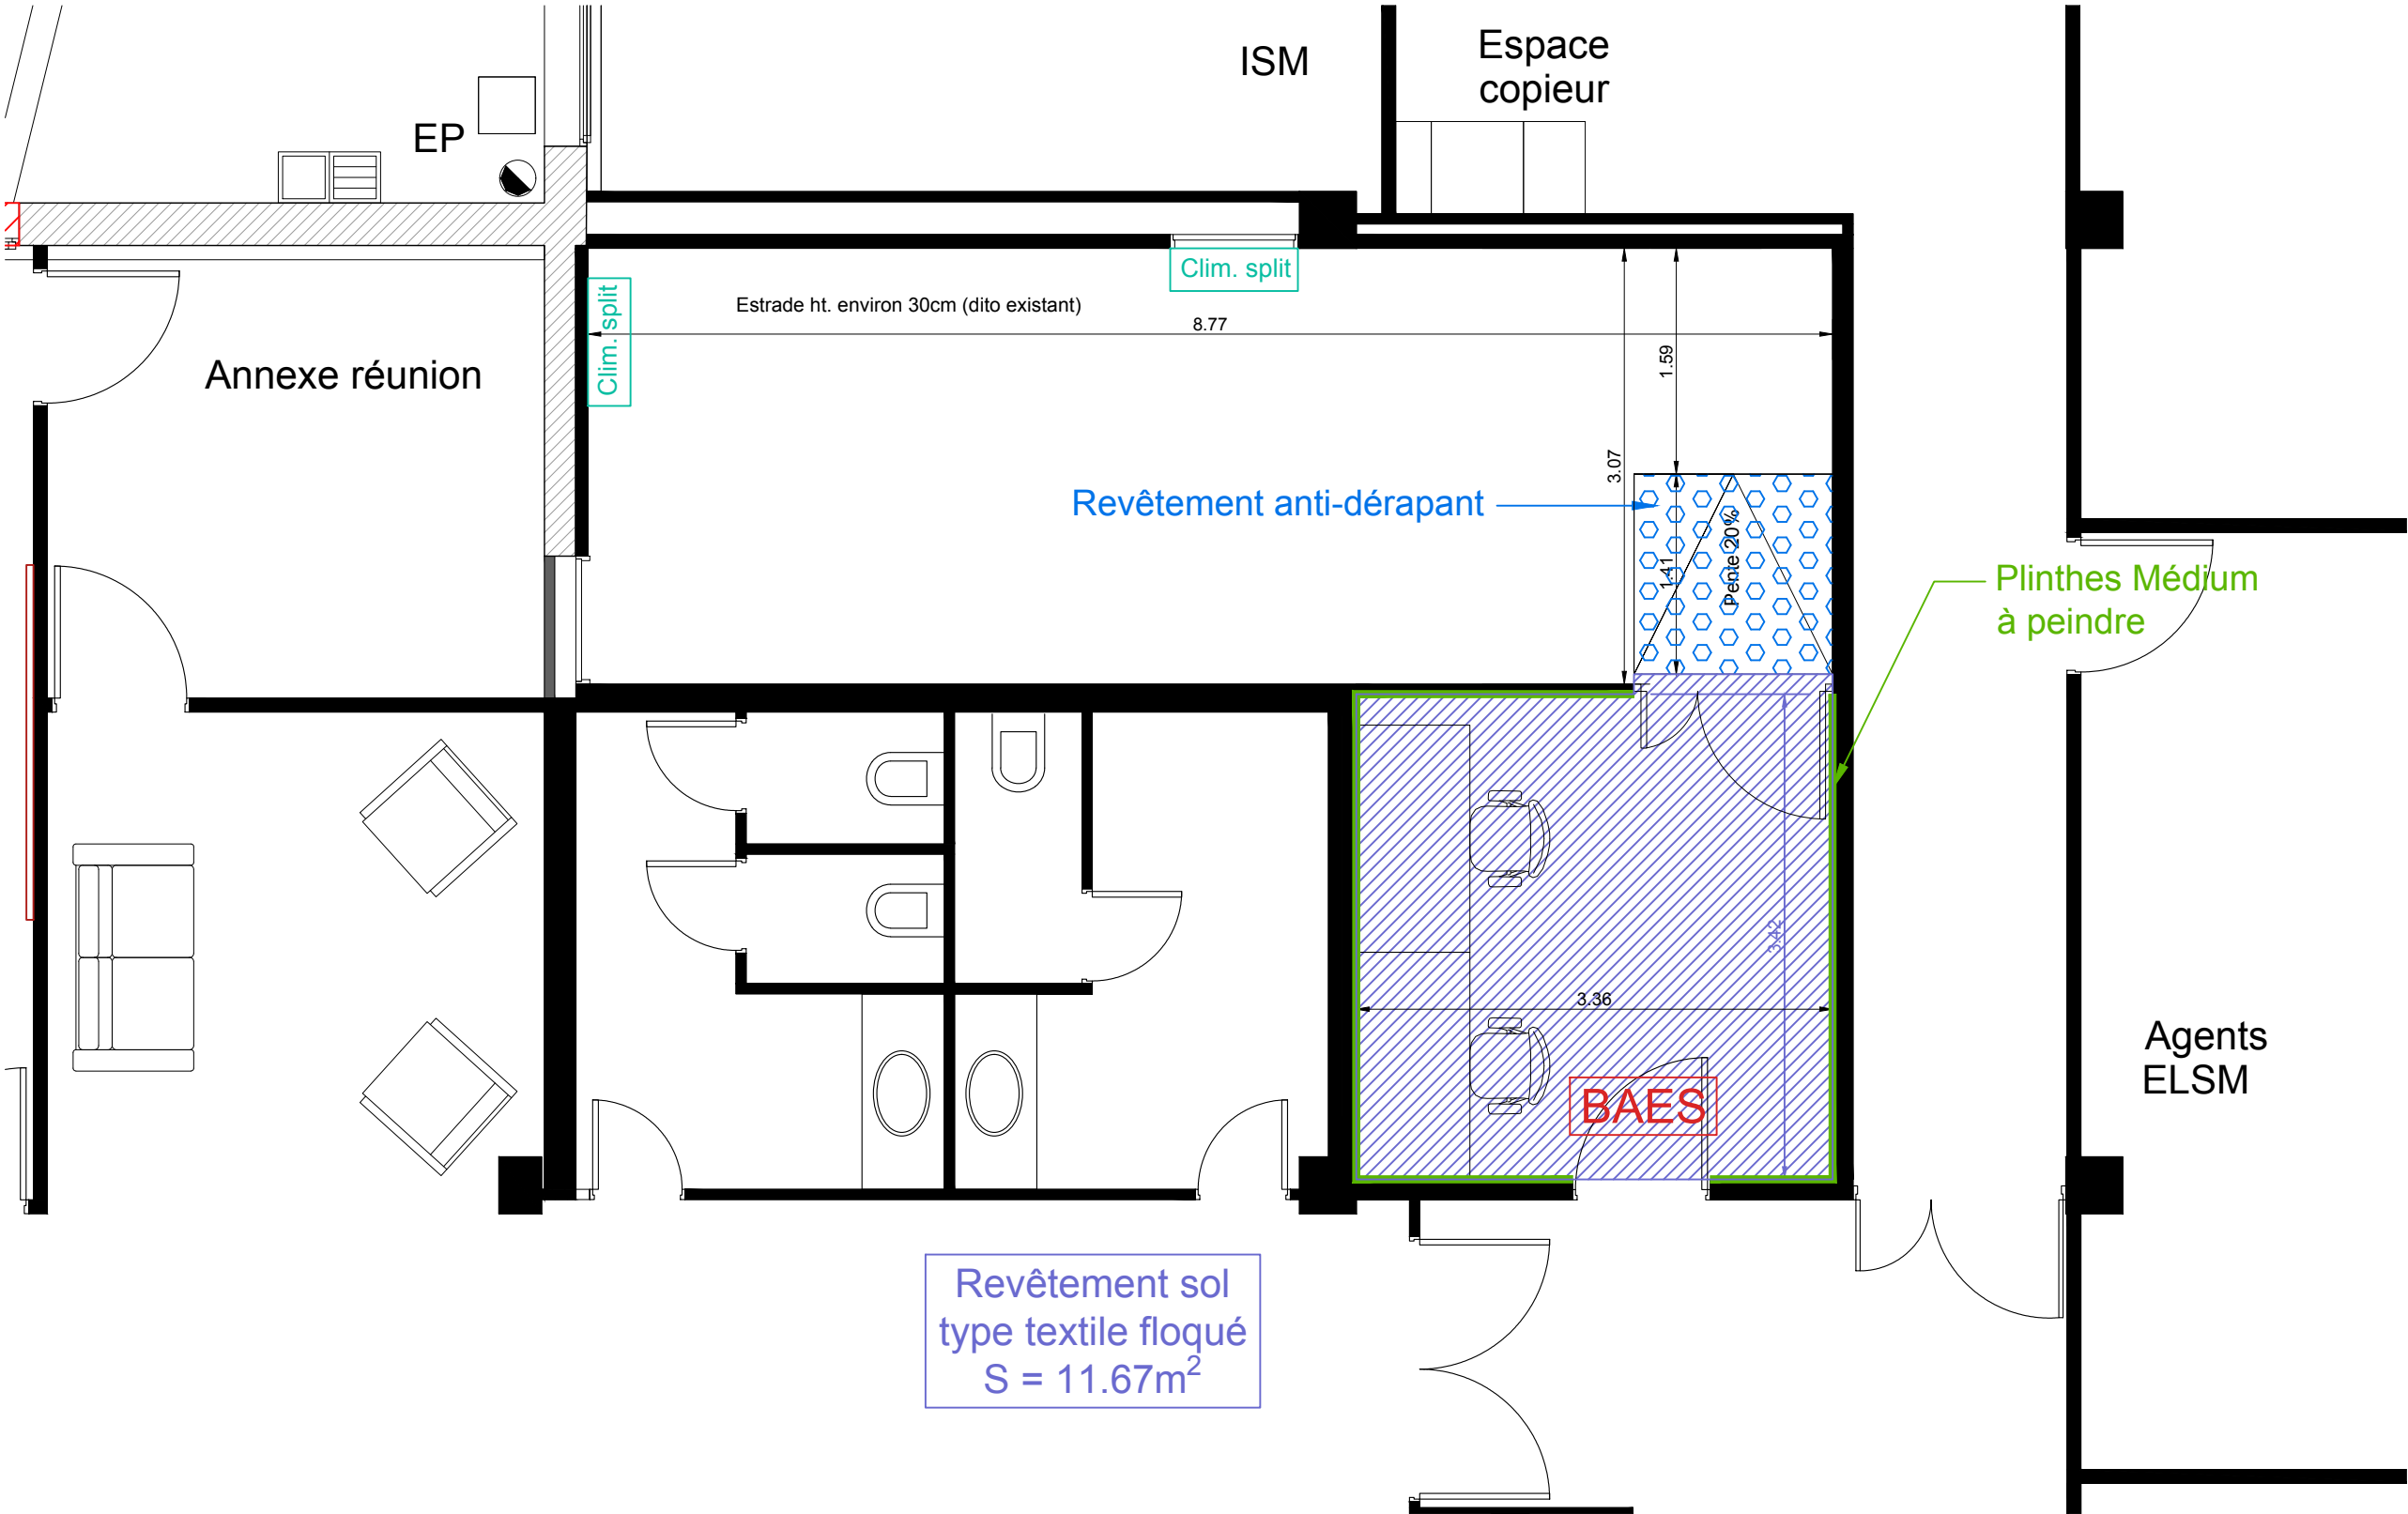 ISM
Espace
copieur
EP
Clim. split
Clim. split
Estrade ht. environ 30cm (dito existant)
8.77
1.59
Annexe réunion
3.07
Revêtement anti-dérapant
1.41
Pente 20%
Plinthes Médium
à peindre
3.42
3.36
BAES
Agents
ELSM
Revêtement sol
type textile floqué
S = 11.67m²